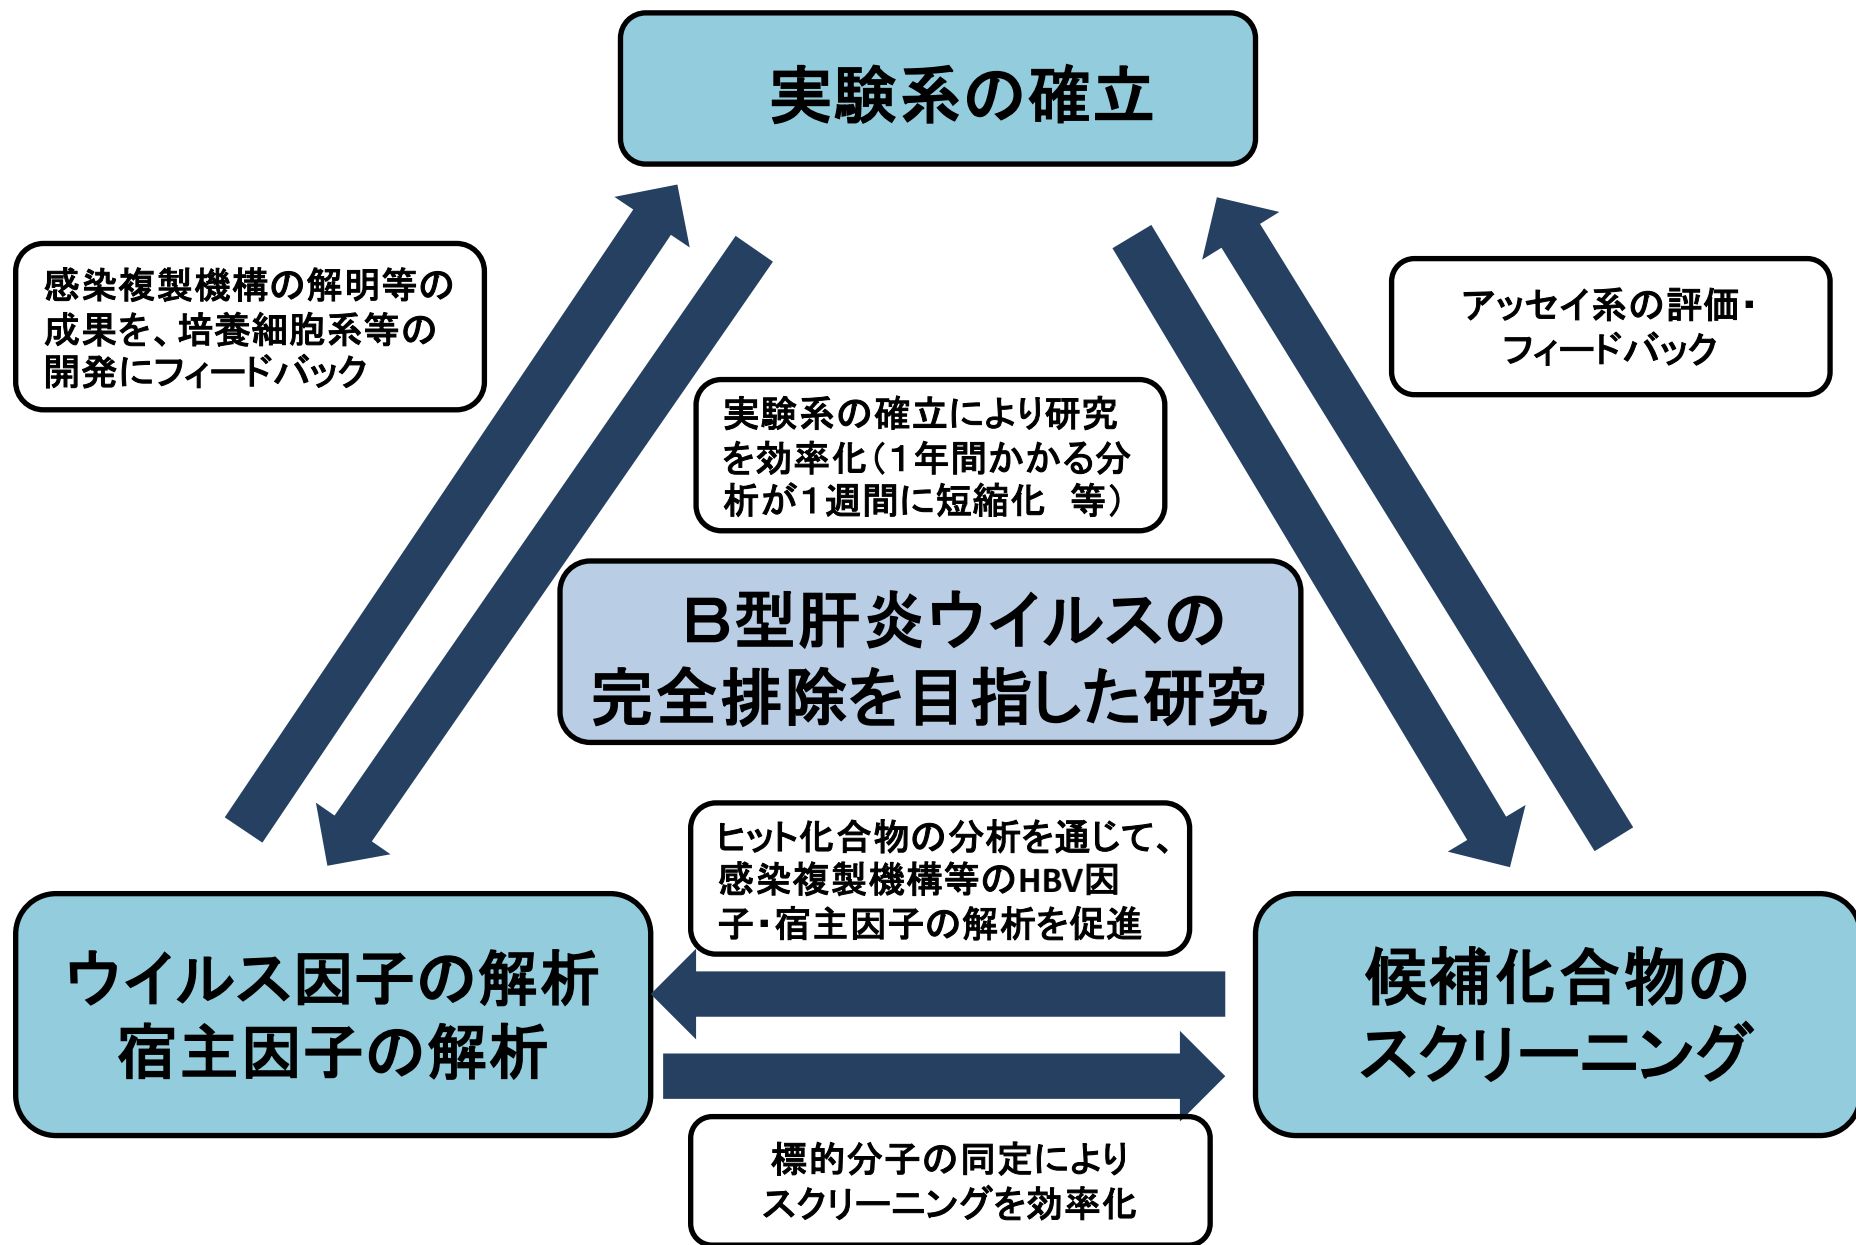 実験系の確立
感染複製機構の解明等の
成果を、培養細胞系等の
開発にフィードバック
アッセイ系の評価・
フィードバック
実験系の確立により研究
を効率化（１年間かかる分
析が１週間に短縮化　等）
Ｂ型肝炎ウイルスの
完全排除を目指した研究
ヒット化合物の分析を通じて、
感染複製機構等のHBV因
子・宿主因子の解析を促進
ウイルス因子の解析
宿主因子の解析
候補化合物の
スクリーニング
標的分子の同定により
スクリーニングを効率化